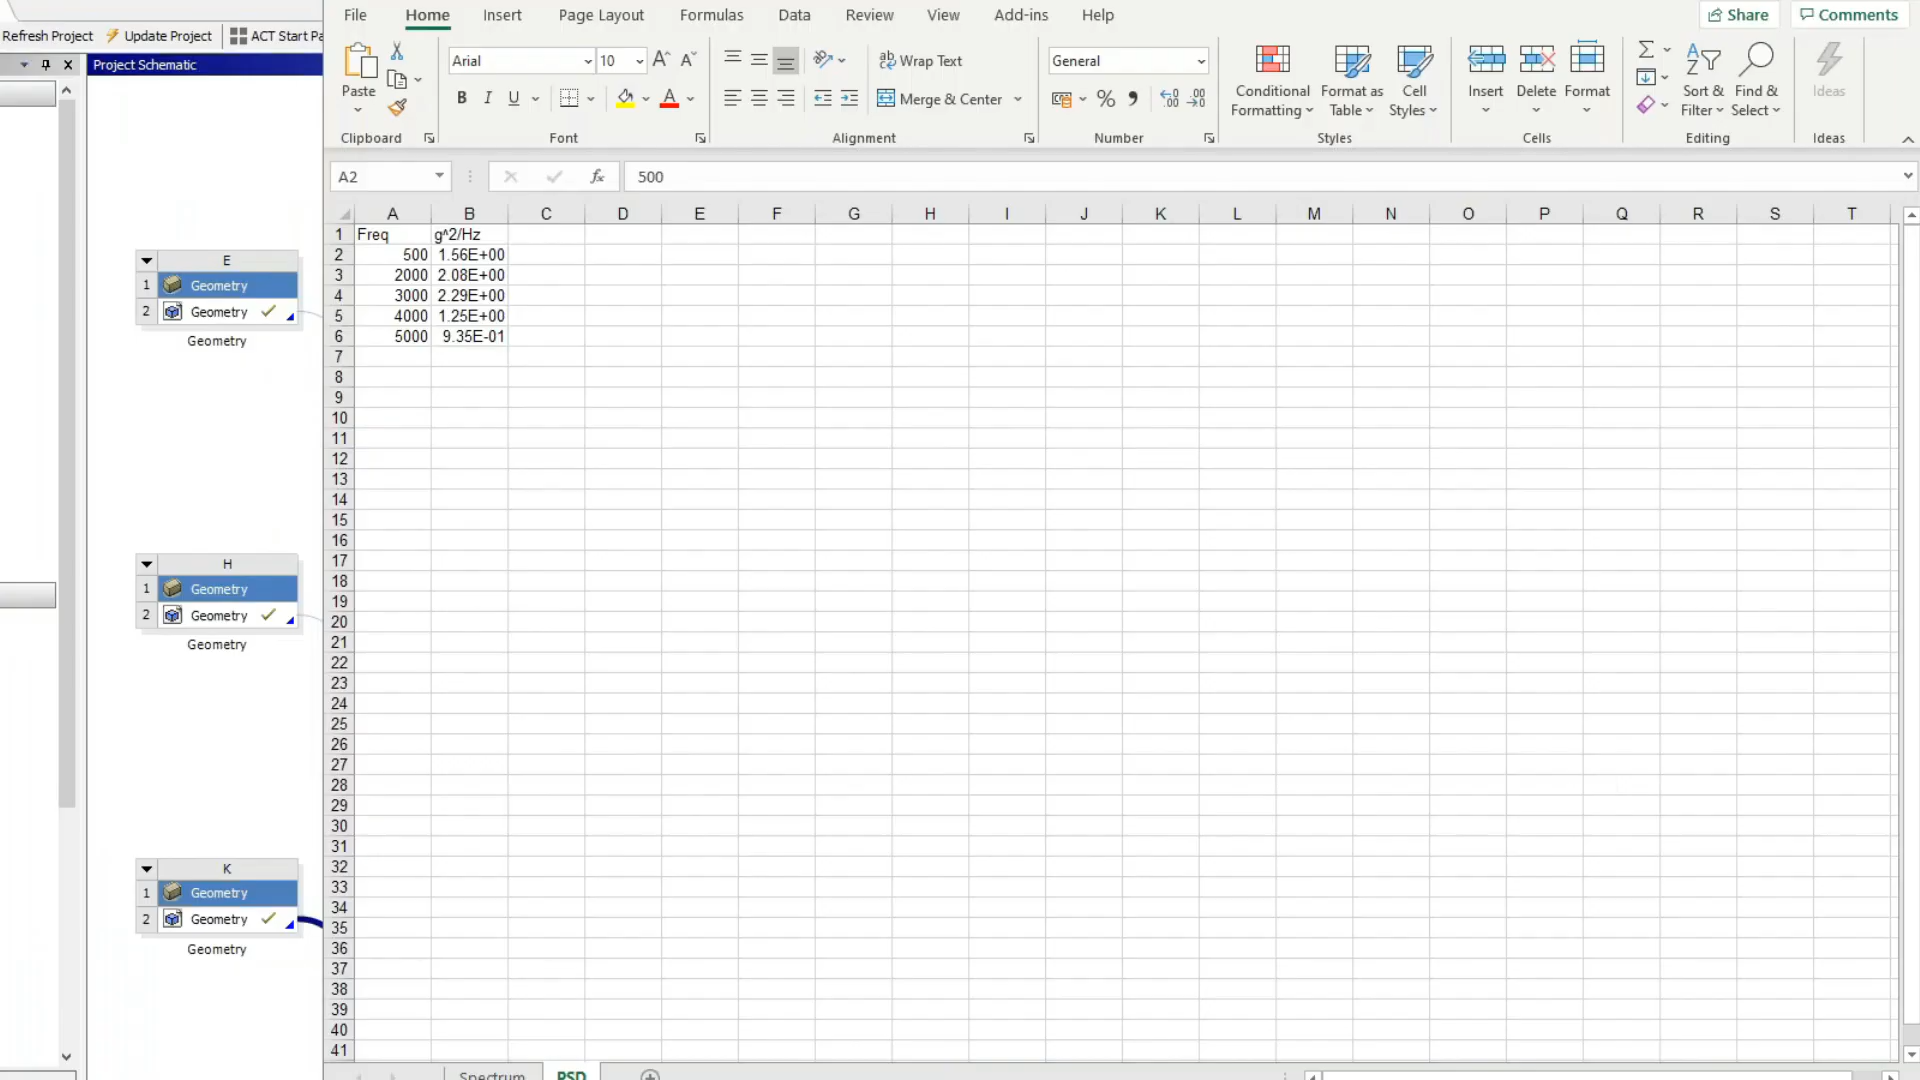 File Home Insert Page Layout Formulas Data Review View Add-ins Help Share Comments
Refresh Project Update Project ACT Start Pa
Project Schematic
Paste
Arial 10
B I U A
Wrap Text
Merge & Center
General
Conditional Formatting
Format as Table
Cell Styles
Insert Delete Format
Sort & Filter
Find & Select
Ideas
Clipboard Font Alignment Number Styles Cells Editing Ideas
A2 fx 500
A B C D E F G H I J K L M N O P Q R S T
1 Freq g^2/Hz
2 500 1.56E+00
3 2000 2.08E+00
4 3000 2.29E+00
5 4000 1.25E+00
6 5000 9.35E-01
7
8
9
10
11
12
13
14
15
16
17
18
19
20
21
22
23
24
25
26
27
28
29
30
31
32
33
34
35
36
37
38
39
40
41
E
1 Geometry
2 Geometry
Geometry
H
1 Geometry
2 Geometry
Geometry
K
1 Geometry
2 Geometry
Geometry
Spectrum PSD